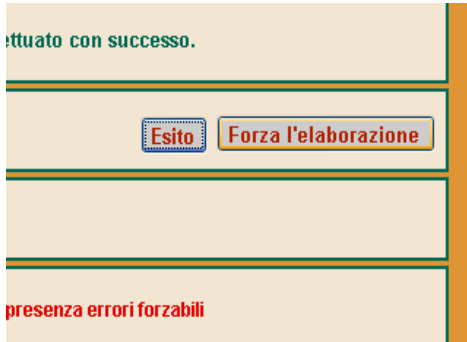 ettuato con successo.
Esito Forza l'elaborazione
presenza errori forzabili